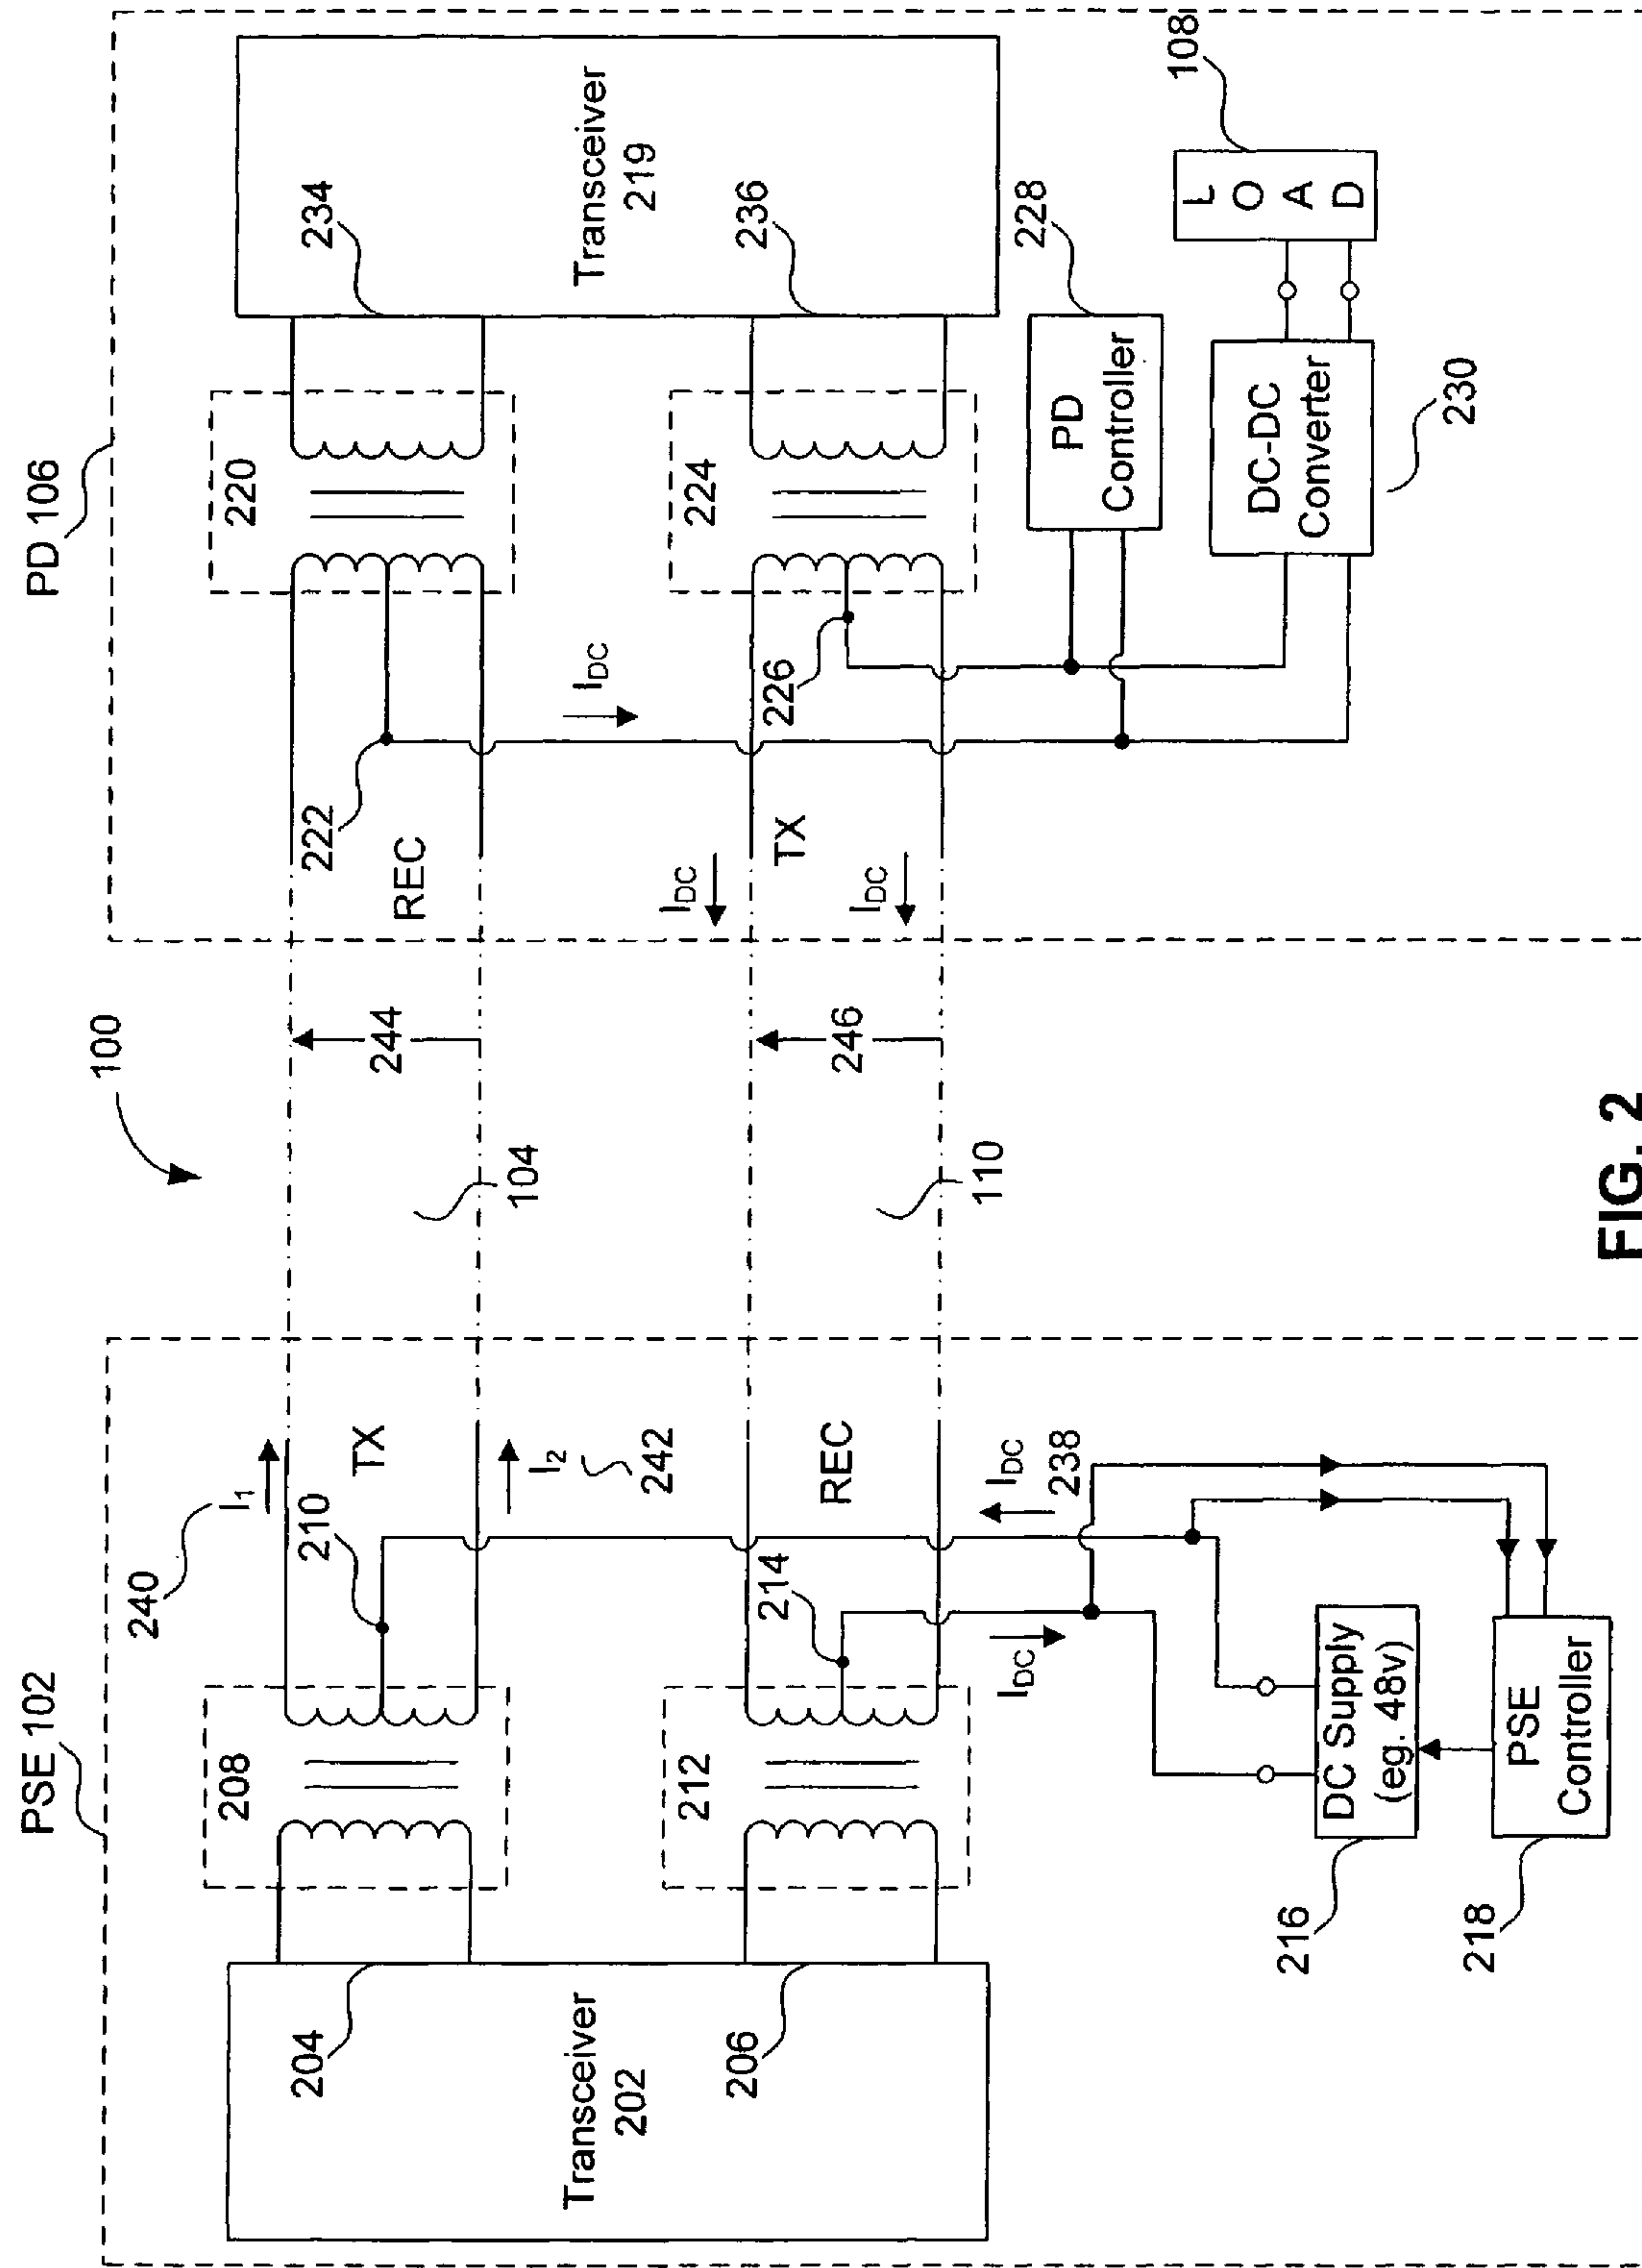 PSE 102
100
PD 106
240
I1
TX
210
I2
242
208
204
Transceiver
202
206
212
214
REC
IDC
IDC
238
DC Supply
(eg. 48v)
216
PSE
Controller
218
244
104
246
110
REC
222
220
234
Transceiver
219
IDC
IDC
TX
IDC
226
224
236
PD
Controller
228
DC-DC
Converter
230
LOAD
108
FIG. 2